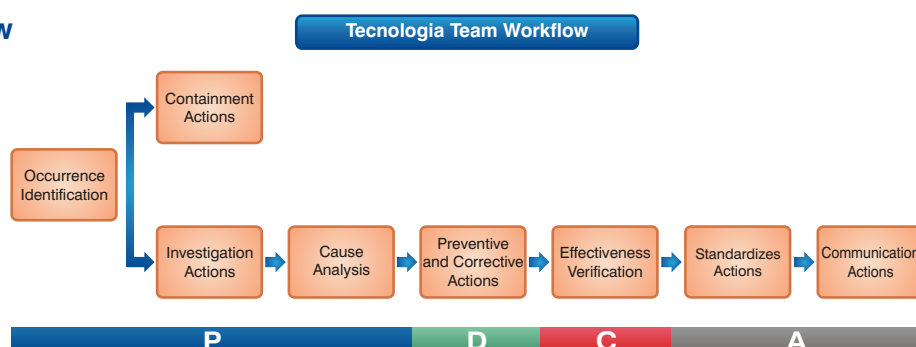 w
Tecnologia Team Workflow
Containment
Actions
Occurrence
Identification
Investigation
Actions
Cause
Analysis
Preventive
and Corrective
Actions
Effectiveness
Verification
Standardizes
Actions
Communication
Actions
P
D
C
A